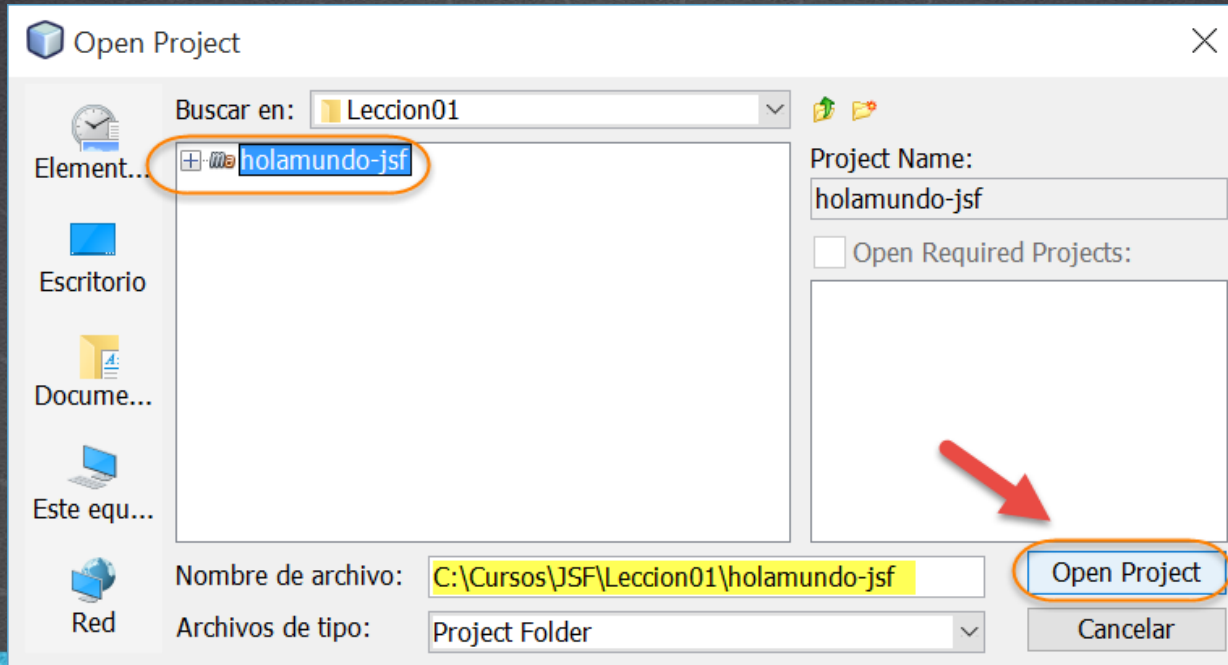 Open Project
Buscar en: Leccion01
holamundo-jsf
Element...
Escritorio
Docume...
Este equ...
Red
Project Name:
holamundo-jsf
Open Required Projects:
Nombre de archivo: C:\Cursos\JSF\Leccion01\holamundo-jsf
Open Project
Archivos de tipo: Project Folder
Cancelar